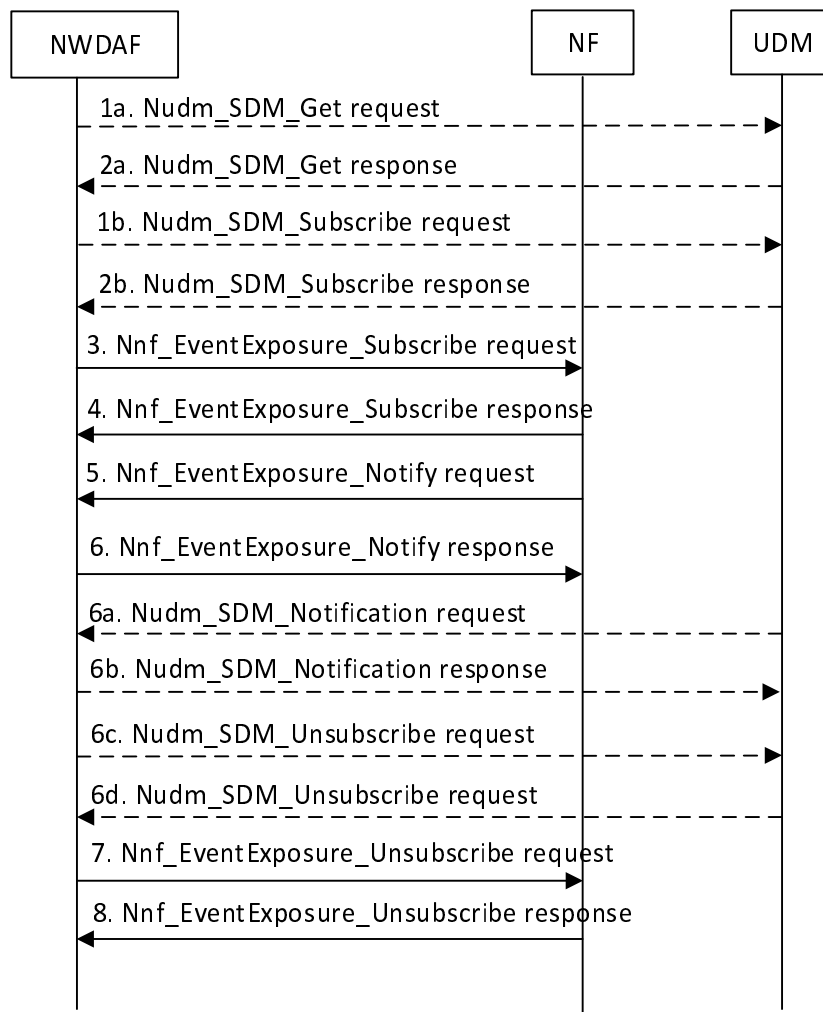 NWDAF
NF
UDM
1a. Nudm_SDM_Get request
2a. Nudm_SDM_Get response
1b. Nudm_SDM_Subscribe request
2b. Nudm_SDM_Subscribe response
3. Nnf_EventExposure_Subscribe request
4. Nnf_EventExposure_Subscribe response
5. Nnf_EventExposure_Notify request
6. Nnf_EventExposure_Notify response
6a. Nudm_SDM_Notification request
6b. Nudm_SDM_Notification response
6c. Nudm_SDM_Unsubscribe request
6d. Nudm_SDM_Unsubscribe request
7. Nnf_EventExposure_Unsubscribe request
8. Nnf_EventExposure_Unsubscribe response